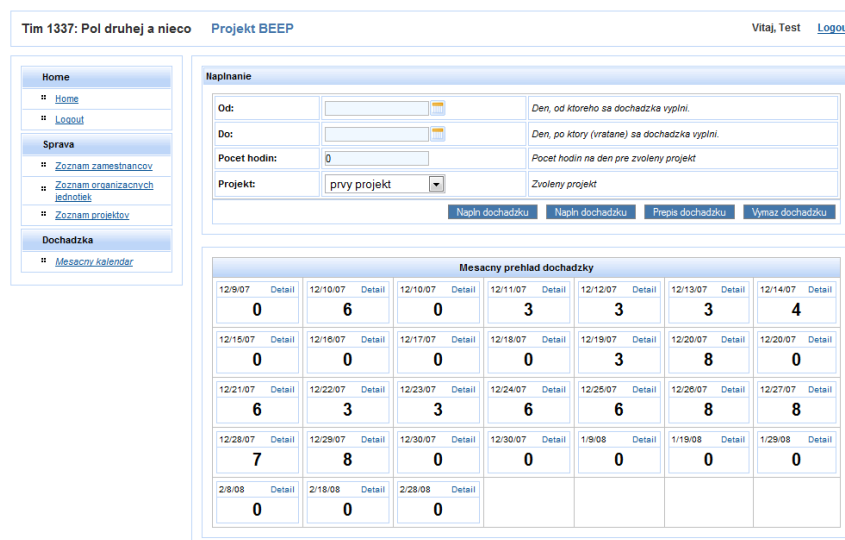 Tim 1337: Pol druhej a nieco Projekt BEEP Vitaj, Test Logou
Home
Home
Logout
Sprava
Zoznam zamestnancov
Zoznam organizacnych
jednotiek
Zoznam projektov
Dochadzka
Mesacny kalendar
Naplnanie
Od: Den, od ktoreho sa dochadzka vyplni.
Do: Den, po ktory (vratane) sa dochadzka vyplni.
Pocet hodin: 0 Pocet hodin na den pre zvoleny projekt
Projekt: prvy projekt Zvoleny projekt
Napln dochadzku Napln dochadzku Prepis dochadzku Vymaz dochadzku
Mesacny prehlad dochadzky
12/9/07 Detail 12/10/07 Detail 12/10/07 Detail 12/11/07 Detail 12/12/07 Detail 12/13/07 Detail 12/14/07 Detail
0 6 0 3 3 3 4
12/15/07 Detail 12/16/07 Detail 12/17/07 Detail 12/18/07 Detail 12/19/07 Detail 12/20/07 Detail 12/20/07 Detail
0 0 0 0 3 8 0
12/21/07 Detail 12/22/07 Detail 12/23/07 Detail 12/24/07 Detail 12/25/07 Detail 12/26/07 Detail 12/27/07 Detail
6 3 3 6 6 8 8
12/28/07 Detail 12/29/07 Detail 12/30/07 Detail 12/30/07 Detail 1/9/08 Detail 1/19/08 Detail 1/29/08 Detail
7 8 0 0 0 0 0
2/8/08 Detail 2/18/08 Detail 2/28/08 Detail
0 0 0